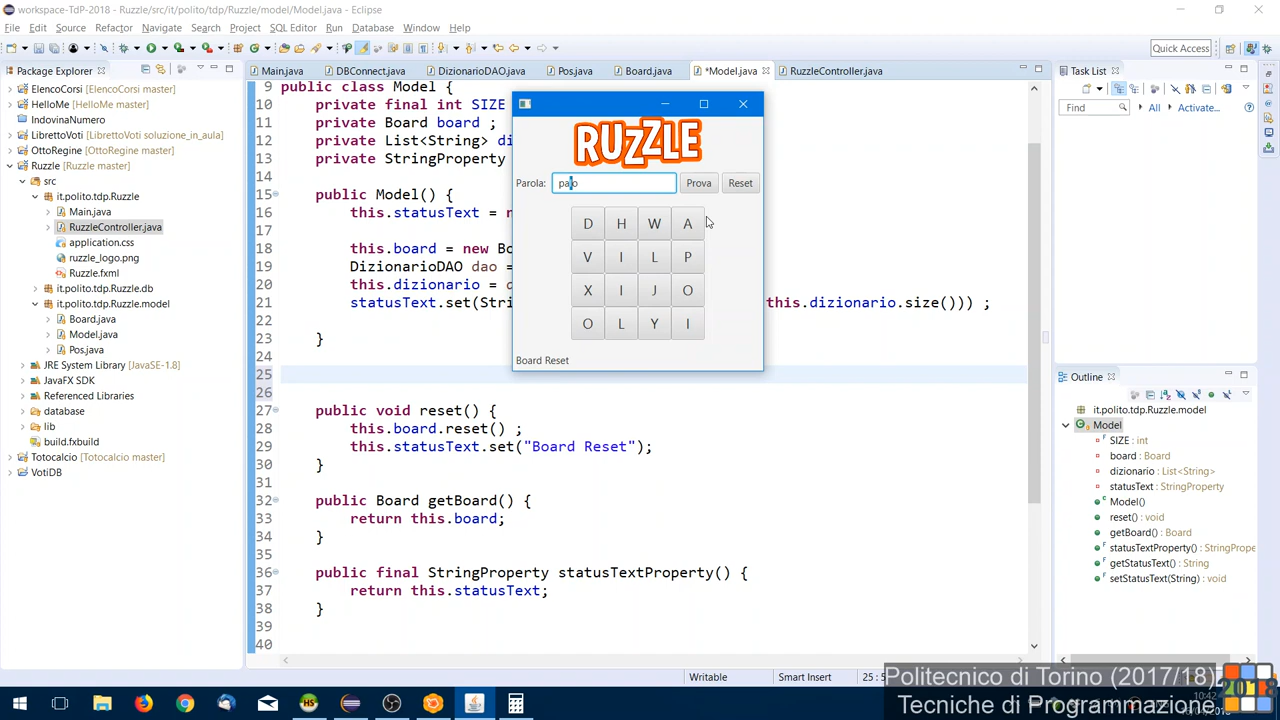 workspace-TdP-2018 - Ruzzle/src/it/polito/tdp/Ruzzle/model/Model.java - Eclipse
File Edit Source Refactor Navigate Search Project SQL Editor Run Database Window Help
Quick Access
Package Explorer
ElencoCorsi [ElencoCorsi master]
HelloMe [HelloMe master]
IndovinaNumero
LibrettoVoti [LibrettoVoti soluzione_in_aula]
OttoRegine [OttoRegine master]
Ruzzle [Ruzzle master]
src
it.polito.tdp.Ruzzle
Main.java
RuzzleController.java
application.css
ruzzle_logo.png
Ruzzle.fxml
it.polito.tdp.Ruzzle.db
it.polito.tdp.Ruzzle.model
Board.java
Model.java
Pos.java
JRE System Library [JavaSE-1.8]
JavaFX SDK
Referenced Libraries
database
lib
build.fxbuild
Totocalcio [Totocalcio master]
VotiDB
Main.java DBConnect.java DizionarioDAO.java Pos.java Board.java *Model.java RuzzleController.java
9 public class Model {
10 private final int SIZE
11 private Board board ;
12 private List<String> di
13 private StringProperty
14
15 public Model() {
16 this.statusText = n
17
18 this.board = new Bo
19 DizionarioDAO dao =
20 this.dizionario = d
21 statusText.set(Stri this.dizionario.size())) ;
22
23 }
24
25
26
27 public void reset() {
28 this.board.reset() ;
29 this.statusText.set("Board Reset");
30 }
31
32 public Board getBoard() {
33 return this.board;
34 }
35
36 public final StringProperty statusTextProperty() {
37 return this.statusText;
38 }
39
40
RUZZLE
Parola: Prova Reset
D H W A
V I L P
X I J O
O L Y I
Board Reset
Task List
Find All Activate...
Outline
it.polito.tdp.Ruzzle.model
Model
SIZE : int
board : Board
dizionario : List<String>
statusText : StringProperty
Model()
reset() : void
getBoard() : Board
statusTextProperty() : StringPrope
getStatusText() : String
setStatusText(String) : void
Writable Smart Insert
Politecnico di Torino (2017/18)
Tecniche di Programmazione
2018
10:42